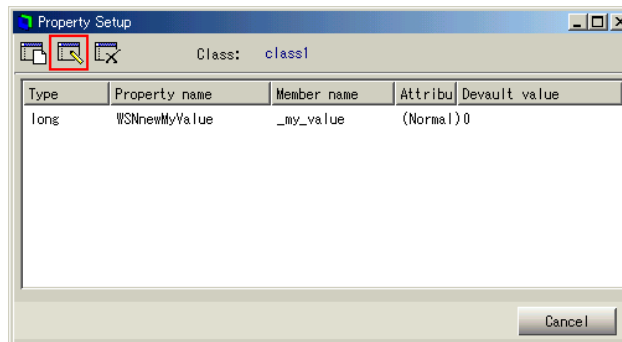 Property Setup
Class: class1
Type Property name Member name Attribu Devault value
long WSNnewMyValue _my_value (Normal) 0
Cancel